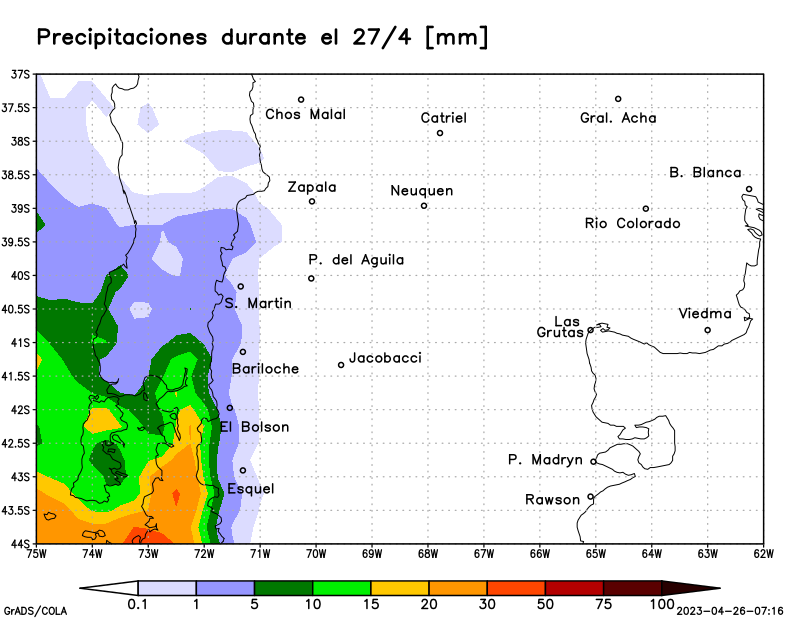 Precipitaciones durante el 27/4 [mm]
37S
37.5S
Chos Malal
Catriel
Gral. Acha
38S
38.5S
B. Blanca
Zapala
Neuquen
39S
Rio Colorado
39.5S
P. del Aguila
40S
S. Martin
40.5S
Viedma
Las
Grutas
41S
Jacobacci
Bariloche
41.5S
42S
El Bolson
42.5S
P. Madryn
43S
Esquel
Rawson
43.5S
44S
75W 74W 73W 72W 71W 70W 69W 68W 67W 66W 65W 64W 63W 62W
0.1 1 5 10 15 20 30 50 75 100
GrADS/COLA
2023-04-26-07:16